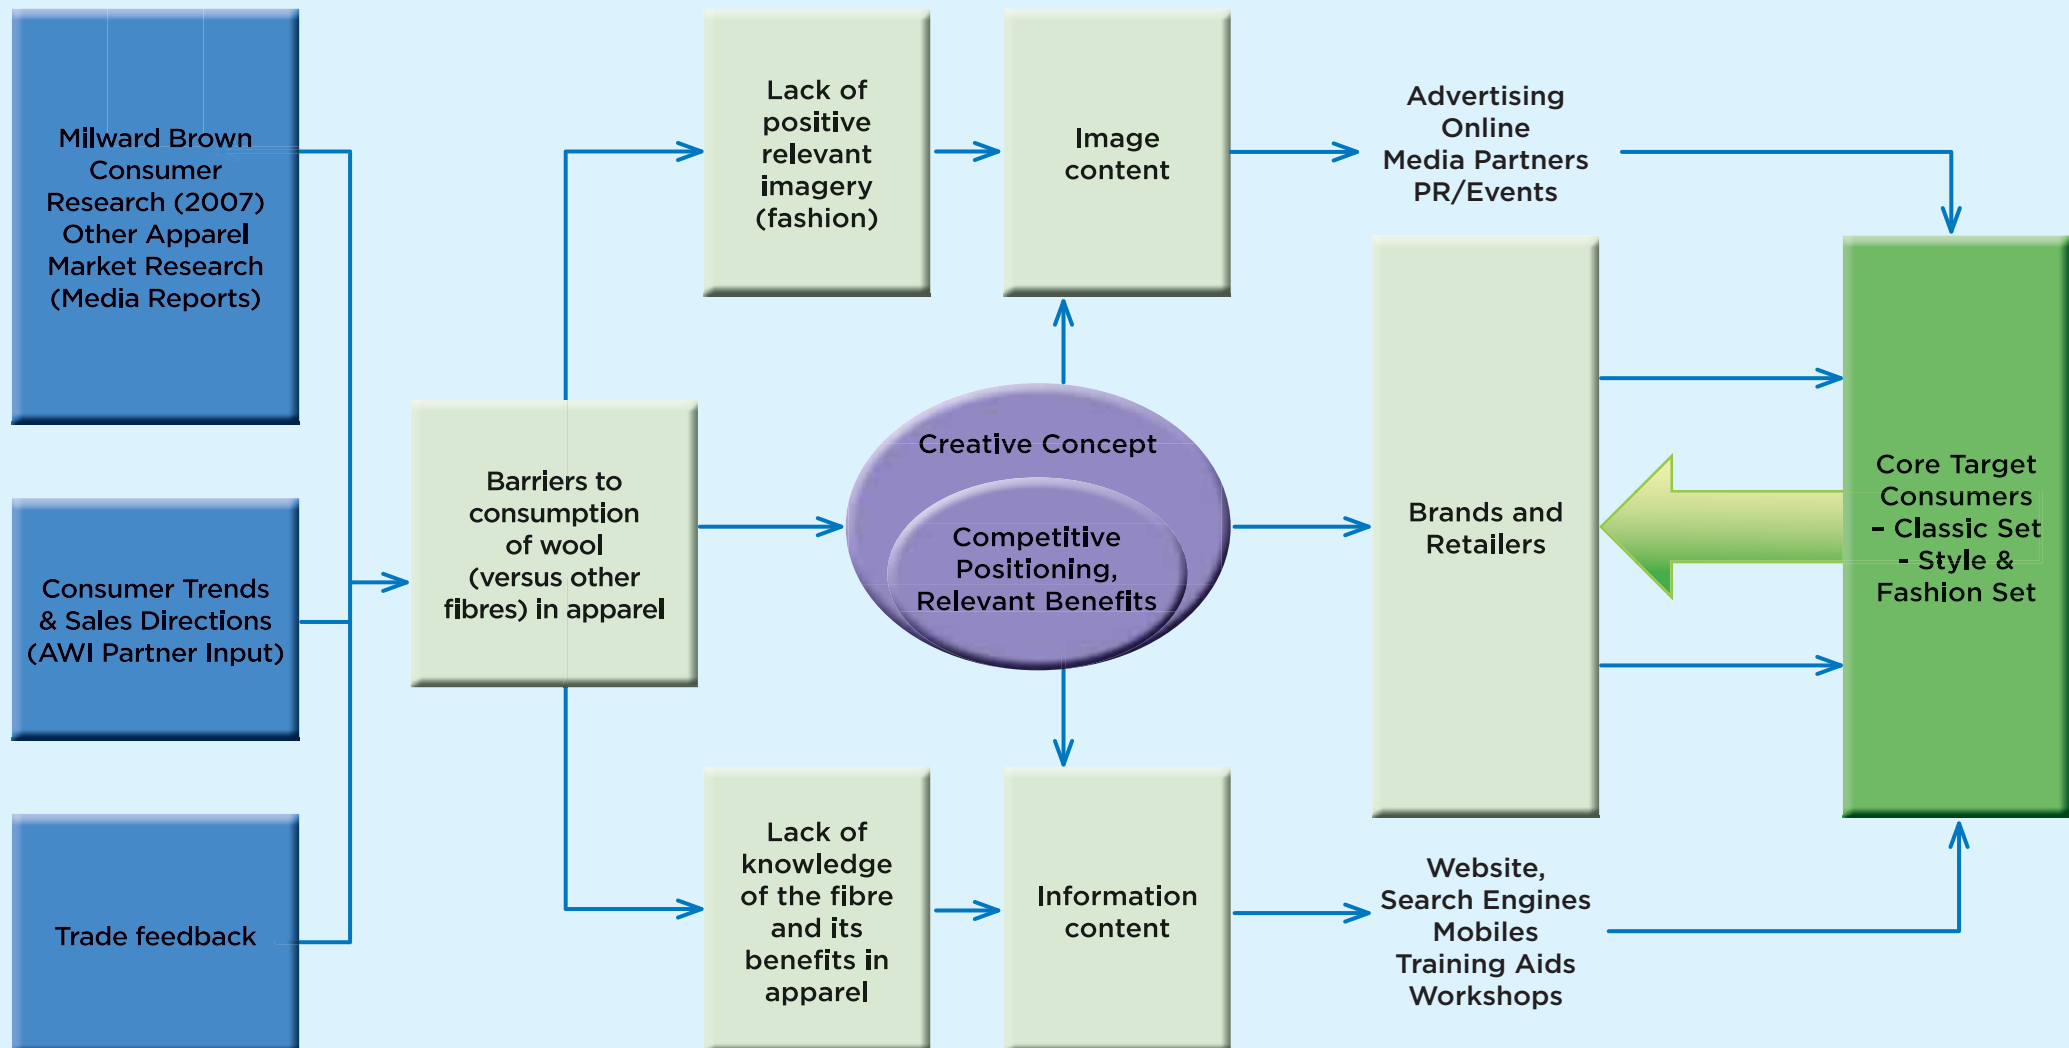 Milward Brown
Consumer
Research (2007)
Other Apparel
Market Research
(Media Reports)
Consumer Trends
& Sales Directions
(AWI Partner Input)
Trade feedback
Barriers to
consumption
of wool
(versus other
fibres) in apparel
Lack of
positive
relevant
imagery
(fashion)
Image
content
Advertising
Online
Media Partners
PR/Events
Creative Concept
Competitive
Positioning,
Relevant Benefits
Brands and
Retailers
Core Target
Consumers
– Classic Set
- Style &
Fashion Set
Lack of
knowledge
of the fibre
and its
benefits in
apparel
Information
content
Website,
Search Engines
Mobiles
Training Aids
Workshops